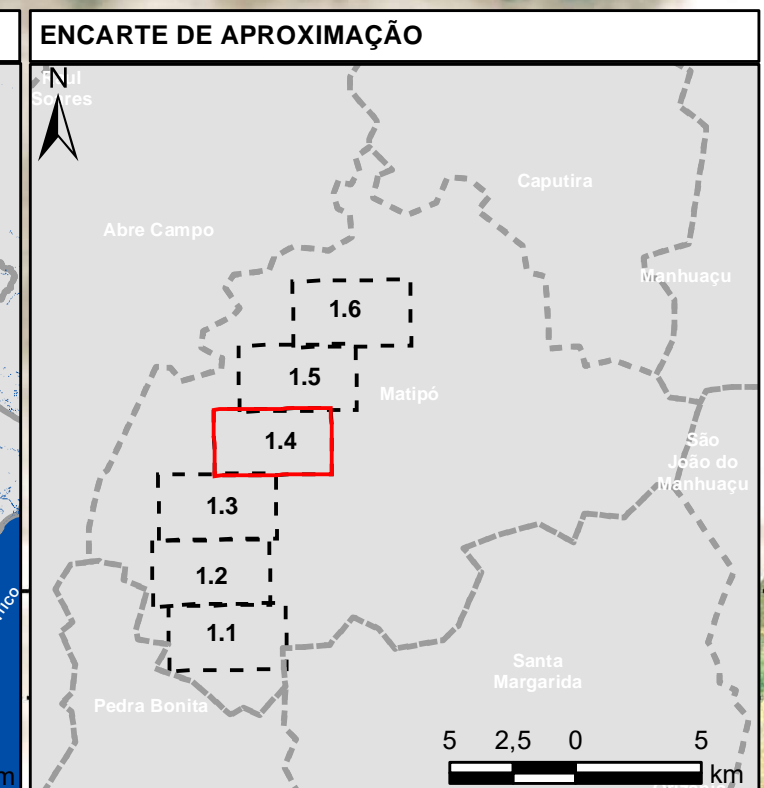 ENCARTE DE APROXIMAÇÃO
N
Soares
Caputira
Abre Campo
Manhuaçu
1.6
1.5
Matipó
1.4
São
João do
Manhuaçu
1.3
1.2
1.1
Santa
Margarida
Pedra Bonita
5 2,5 0 5
km